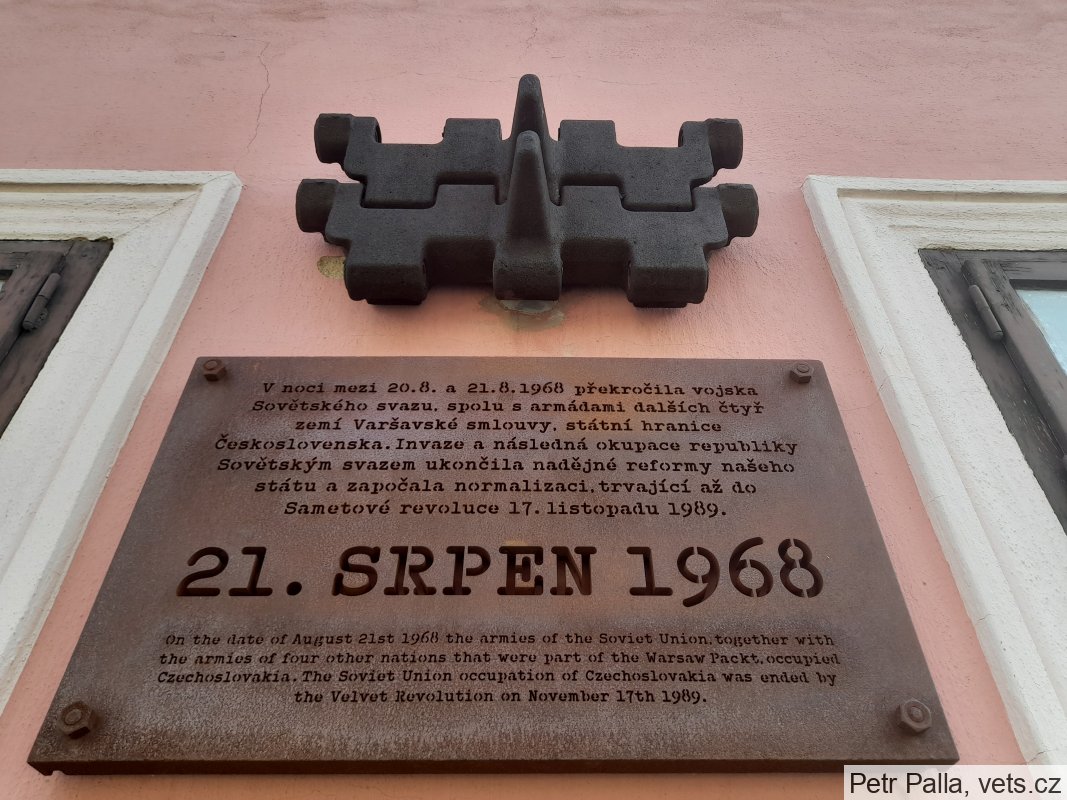 V noci mezi 20.8. a 21.8.1968 překročila vojska
Sovětského svazu, spolu s armádami dalších čtyř
zemí Varšavské smlouvy, státní hranice
Československa. Invaze a následná okupace republiky
Sovětským svazem ukončila nadějné reformy našeho
státu a započala normalizaci, trvající až do
Sametové revoluce 17. listopadu 1989.
21. SRPEN 1968
On the date of August 21st 1968 the armies of the Soviet Union, together with
the armies of four other nations that were part of the Warsaw Packt, occupied
Czechoslovakia. The Soviet Union occupation of Czechoslovakia was ended by
the Velvet Revolution on November 17th 1989.
Petr Palla, vets.cz